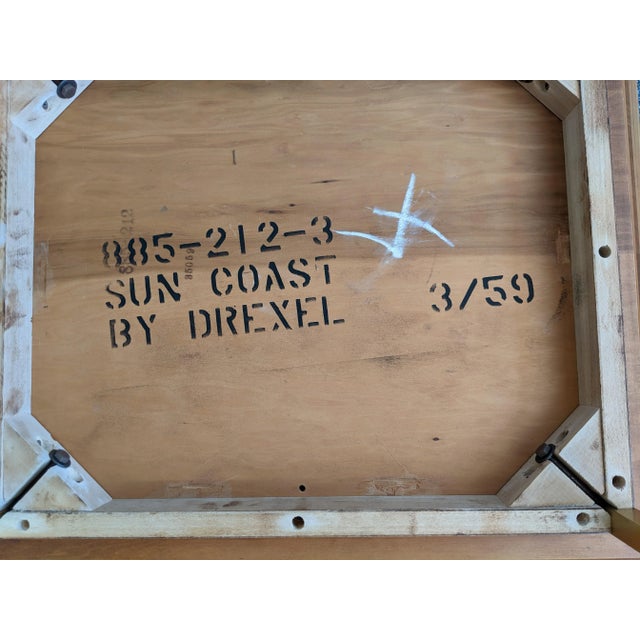 885-212-3
SUN COAST
BY DREXEL 3/59